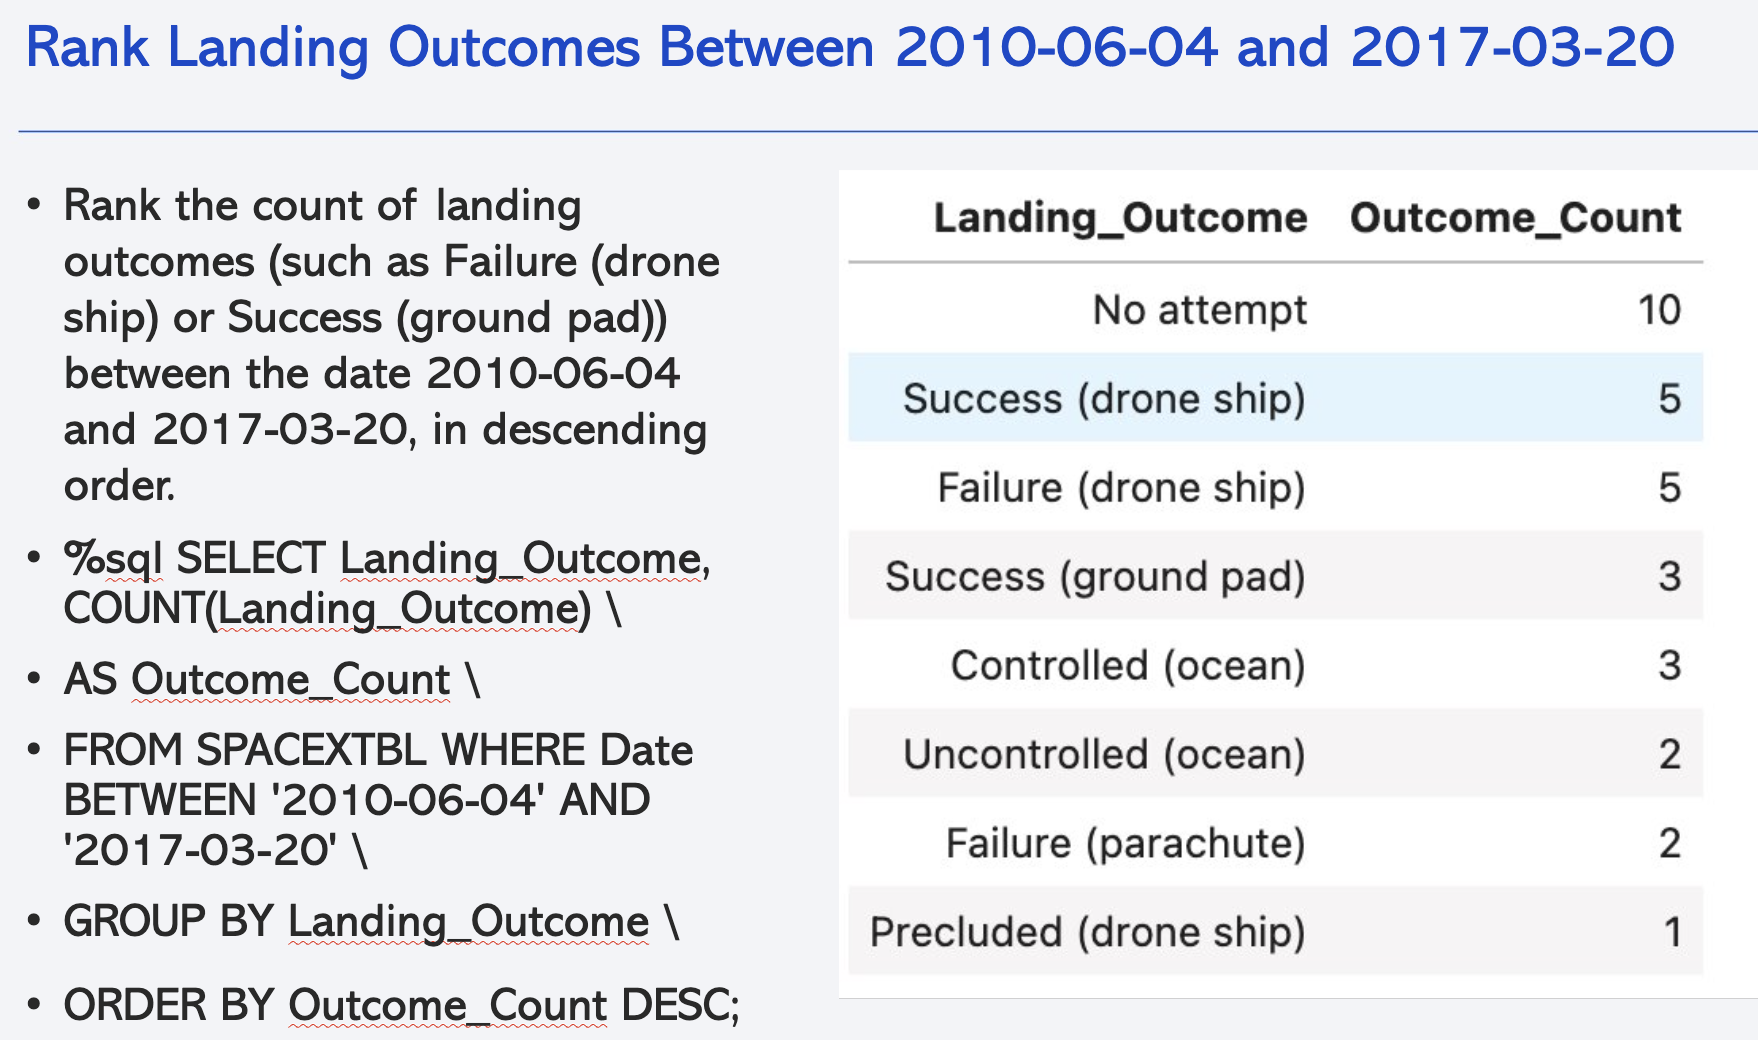 Rank Landing Outcomes Between 2010-06-04 and 2017-03-20
• Rank the count of landing
outcomes (such as Failure (drone
ship) or Success (ground pad))
between the date 2010-06-04
and 2017-03-20, in descending
order.
• %sql SELECT Landing_Outcome,
COUNT(Landing_Outcome) \
• AS Outcome_Count \
• FROM SPACEXTBL WHERE Date
BETWEEN '2010-06-04' AND
'2017-03-20' \
• GROUP BY Landing_Outcome \
• ORDER BY Outcome_Count DESC;
Landing_Outcome Outcome_Count
No attempt 10
Success (drone ship) 5
Failure (drone ship) 5
Success (ground pad) 3
Controlled (ocean) 3
Uncontrolled (ocean) 2
Failure (parachute) 2
Precluded (drone ship) 1